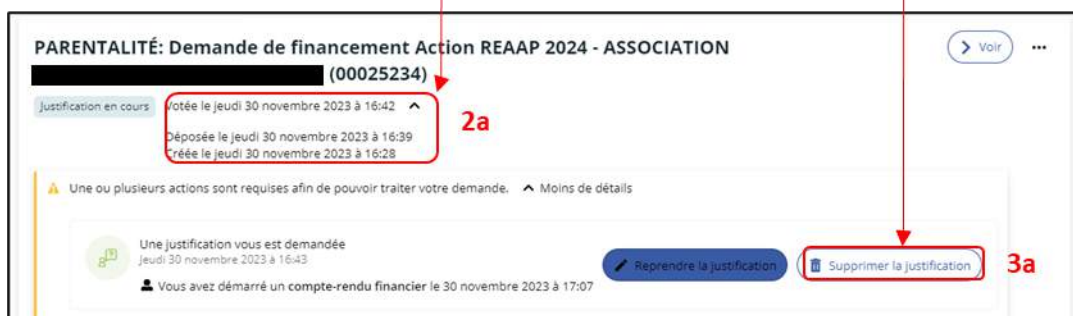 PARENTALITÉ: Demande de financement Action REAAP 2024 - ASSOCIATION
(00025234)
Voir
Justification en cours Votée le jeudi 30 novembre 2023 à 16:42
2a
Déposée le jeudi 30 novembre 2023 à 16:39
Créée le jeudi 30 novembre 2023 à 16:28
Une ou plusieurs actions sont requises afin de pouvoir traiter votre demande. Moins de détails
Une justification vous est demandée
Jeudi 30 novembre 2023 à 16:43
Reprendre la justification
Supprimer la justification
3a
Vous avez démarré un compte-rendu financier le 30 novembre 2023 à 17:07